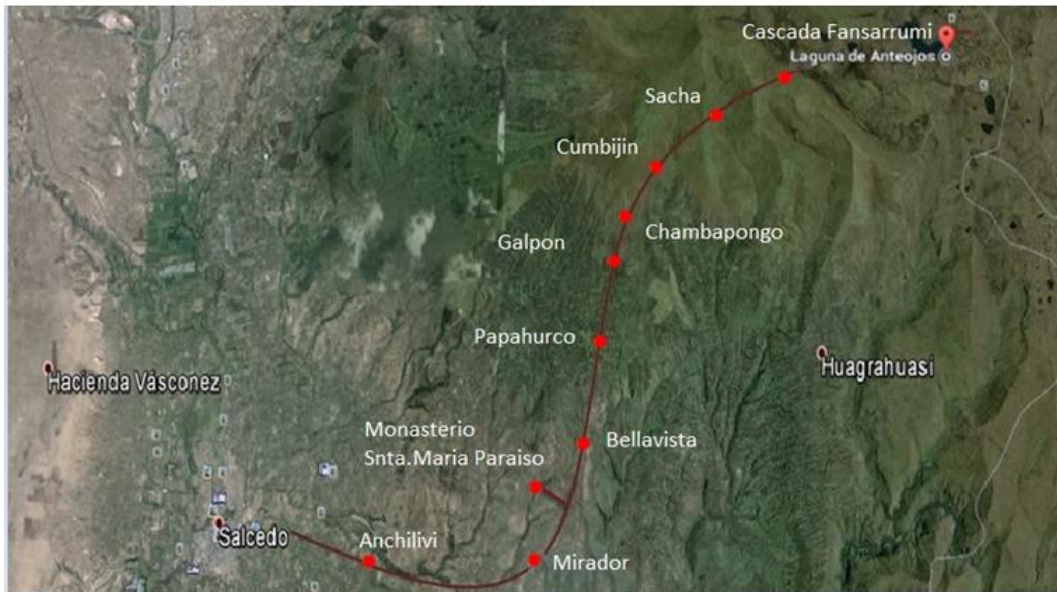 Cascada Fansarrumi
Laguna de Anteojos
Sacha
Cumbijin
Chambapongo
Galpon
Papahurco
Huagrahuasi
Hacienda Vásconez
Monasterio
Snta.Maria Paraiso
Bellavista
Salcedo
Anchilivi
Mirador